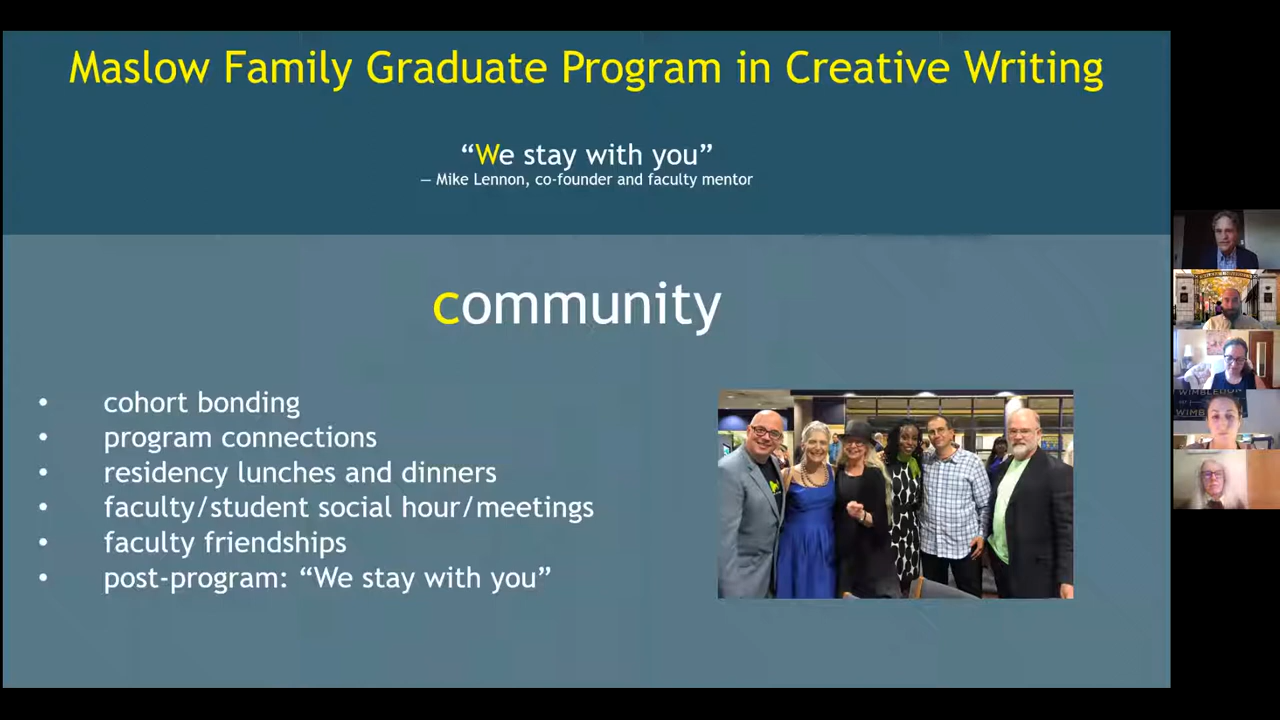 Maslow Family Graduate Program in Creative Writing
“We stay with you”
— Mike Lennon, co-founder and faculty mentor
community
• cohort bonding
• program connections
• residency lunches and dinners
• faculty/student social hour/meetings
• faculty friendships
• post-program: “We stay with you”
WIMBLEDON
WIMBLE